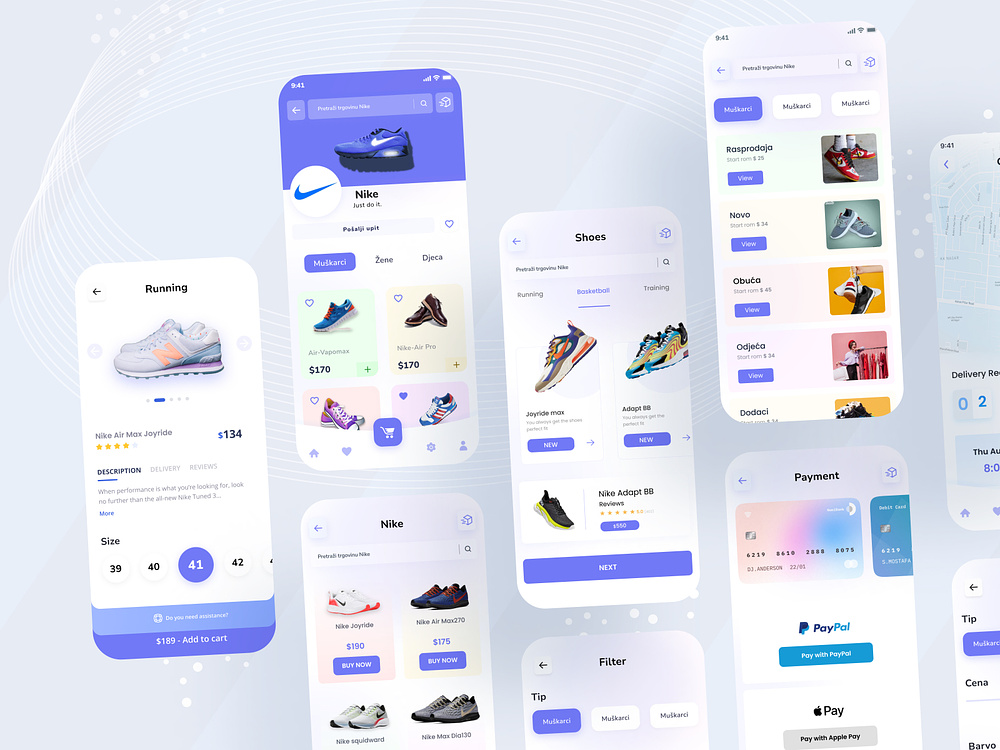 Running
Nike Air Max Joyride
$134
DESCRIPTION
DELIVERY
REVIEWS
When performance is what you're looking for, look
no further than the all-new Nike Tuned 3...
More
Size
39
40
41
42
Do you need assistance?
$189 - Add to cart
9:41
Pretraži trgovinu Nike
Nike
Just do it.
Pošalji upit
Muškarci
Žene
Djeca
Air-Vapomax
$170
+
Nike-Air Pro
$170
+
Nike
Pretraži trgovinu Nike
Nike Joyride
$190
BUY NOW
Nike Air Max270
$175
BUY NOW
Nike squidward
Nike Max Dia130
Shoes
Pretraži trgovinu Nike
Running
Basketball
Training
Joyride max
You always get the shoes
perfect fit
NEW
Adapt BB
You always get the
perfect fit
NEW
Nike Adapt BB
Reviews
5.0
$550
NEXT
Filter
Tip
Muškarci
Muškarci
Muškarci
9:41
Pretraži trgovinu Nike
Muškarci
Muškarci
Muškarci
Rasprodaja
Start rom $ 25
View
Novo
Start rom $ 34
View
Obuća
Start rom $ 45
View
Odjeća
Start rom $ 34
View
Dodaci
Payment
6219 8610 2888 8075
DJ.ANDERSON 22/01
Debit Card
6219
S.MOSTAFA
PayPal
Pay with PayPal
Pay
Pay with Apple Pay
9:41
Delivery Rec
0 2
Thu Au
8:0
Tip
Muškarci
Cena
Barvo